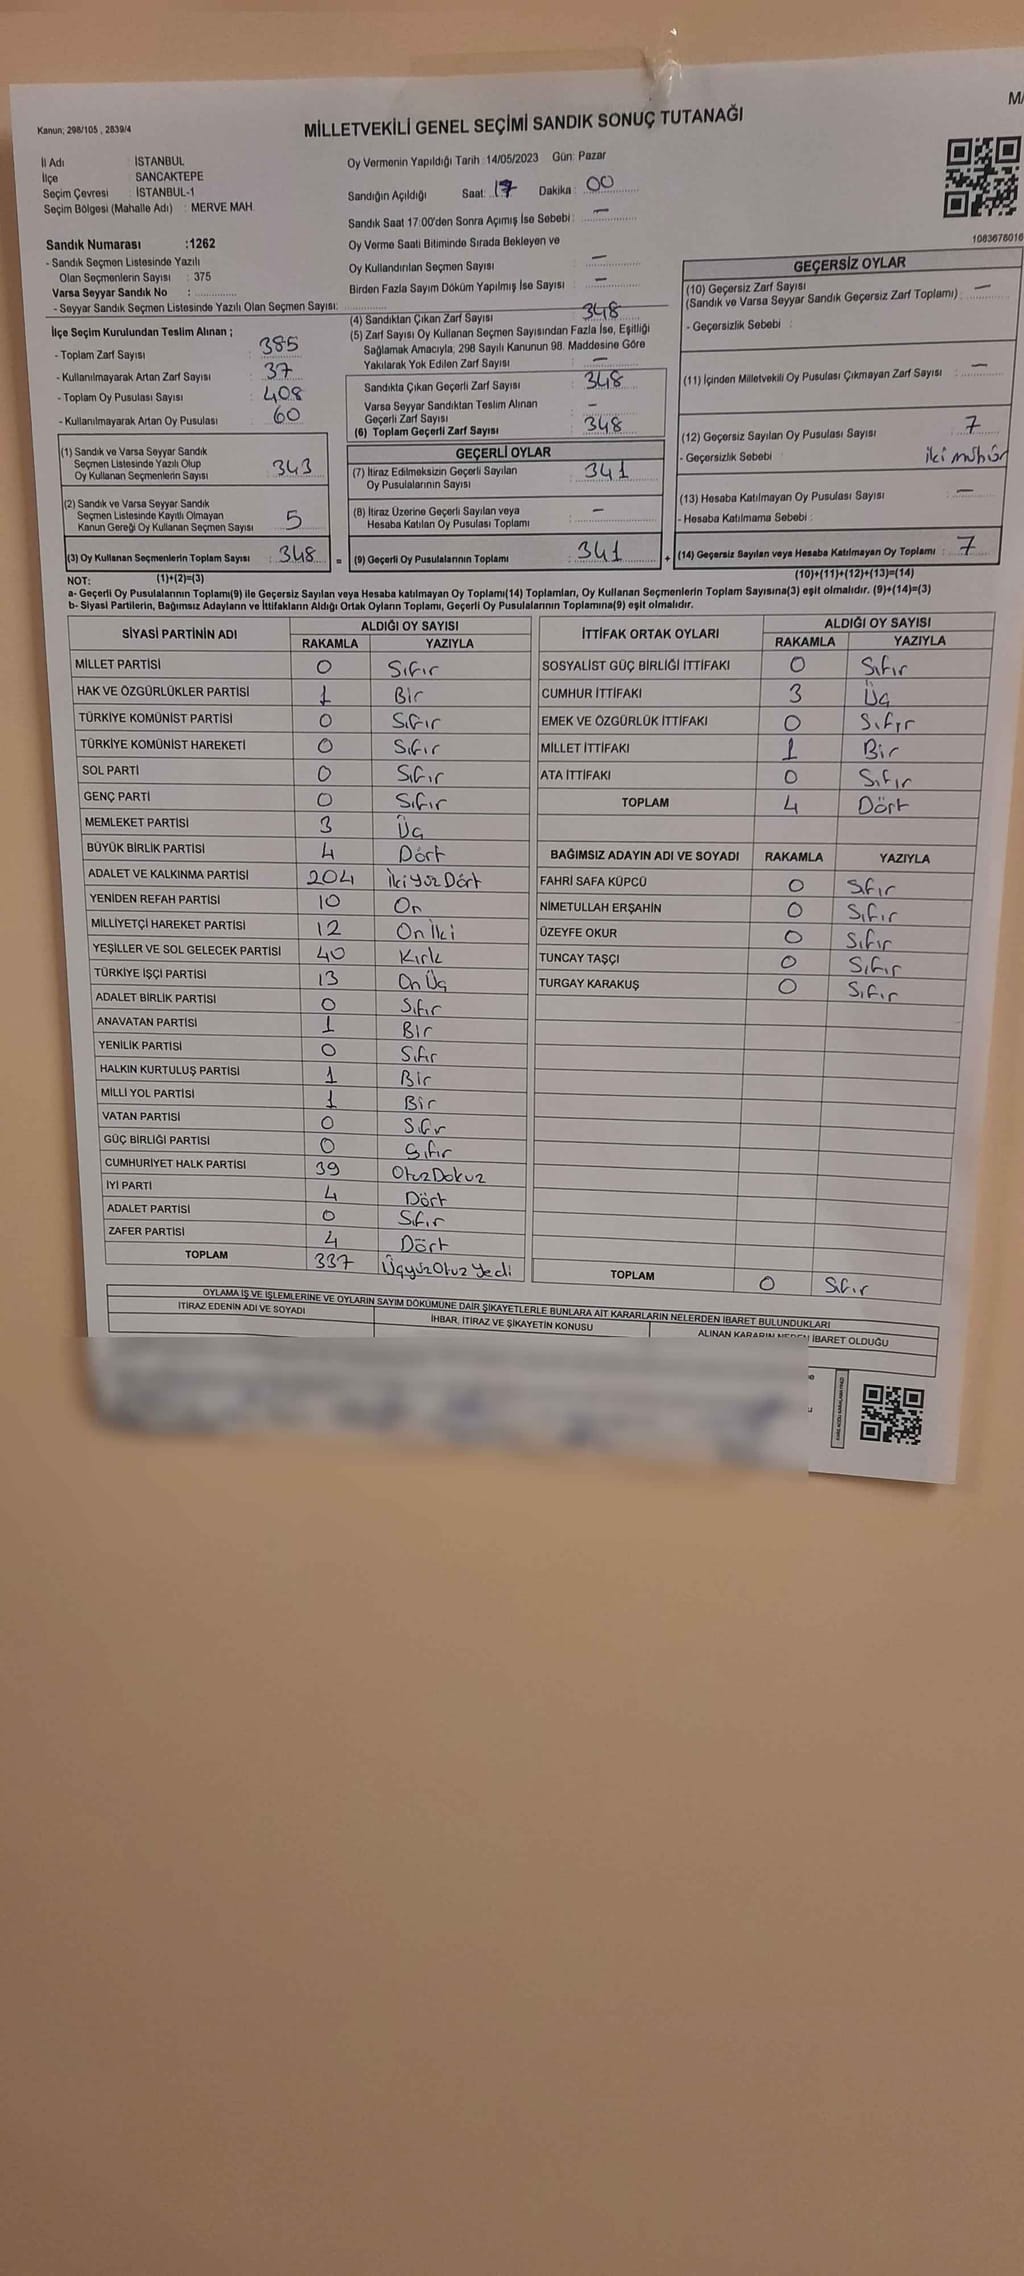 MA
Kanun; 298/105 , 2839/4
MİLLETVEKİLİ GENEL SEÇİMİ SANDIK SONUÇ TUTANAĞI
İl Adı : İSTANBUL
İlçe : SANCAKTEPE
Seçim Çevresi : İSTANBUL-1
Seçim Bölgesi (Mahalle Adı) : MERVE MAH
Sandık Numarası :1262
- Sandık Seçmen Listesinde Yazılı
Olan Seçmenlerin Sayısı : 375
Varsa Seyyar Sandık No :
- Seyyar Sandık Seçmen Listesinde Yazılı Olan Seçmen Sayısı:
Oy Vermenin Yapıldığı Tarih :14/05/2023 Gün: Pazar
Sandığın Açıldığı Saat: 17 Dakika : 00
Sandık Saat 17:00'den Sonra Açımış İse Sebebi : —
Oy Verme Saati Bitiminde Sırada Bekleyen ve
Oy Kullandırılan Seçmen Sayısı : —
Birden Fazla Sayım Döküm Yapılmış İse Sayısı : —
1083676016
İlçe Seçim Kurulundan Teslim Alınan ;
- Toplam Zarf Sayısı : 385
- Kullanılmayarak Artan Zarf Sayısı : 37
- Toplam Oy Pusulası Sayısı : 408
- Kullanılmayarak Artan Oy Pusulası : 60
(1) Sandık ve Varsa Seyyar Sandık
Seçmen Listesinde Yazılı Olup
Oy Kullanan Seçmenlerin Sayısı : 343
(2) Sandık ve Varsa Seyyar Sandık
Seçmen Listesinde Kayıtlı Olmayan
Kanun Gereği Oy Kullanan Seçmen Sayısı : 5
(3) Oy Kullanan Seçmenlerin Toplam Sayısı : 348 =
(4) Sandıktan Çıkan Zarf Sayısı : 348
(5) Zarf Sayısı Oy Kullanan Seçmen Sayısından Fazla İse, Eşitliği
Sağlamak Amacıyla, 298 Sayılı Kanunun 98. Maddesine Göre
Yakılarak Yok Edilen Zarf Sayısı : —
Sandıkta Çıkan Geçerli Zarf Sayısı : 348
Varsa Seyyar Sandıktan Teslim Alınan
Geçerli Zarf Sayısı : —
(6) Toplam Geçerli Zarf Sayısı : 348
GEÇERLİ OYLAR
(7) İtiraz Edilmeksizin Geçerli Sayılan
Oy Pusulalarının Sayısı : 341
(8) İtiraz Üzerine Geçerli Sayılan veya
Hesaba Katılan Oy Pusulası Toplamı : —
(9) Geçerli Oy Pusulalarının Toplamı : 341 +
GEÇERSİZ OYLAR
(10) Geçersiz Zarf Sayısı
(Sandık ve Varsa Seyyar Sandık Geçersiz Zarf Toplamı) : —
- Geçersizlik Sebebi :
(11) İçinden Milletvekili Oy Pusulası Çıkmayan Zarf Sayısı : —
(12) Geçersiz Sayılan Oy Pusulası Sayısı : 7
- Geçersizlik Sebebi : iki mühür
(13) Hesaba Katılmayan Oy Pusulası Sayısı : —
- Hesaba Katılmama Sebebi :
(14) Geçersiz Sayılan veya Hesaba Katılmayan Oy Toplamı : 7
NOT: (1)+(2)=(3) (10)+(11)+(12)+(13)=(14)
a- Geçerli Oy Pusulalarının Toplamı(9) ile Geçersiz Sayılan veya Hesaba katılmayan Oy Toplamı(14) Toplamları, Oy Kullanan Seçmenlerin Toplam Sayısına(3) eşit olmalıdır. (9)+(14)=(3)
b- Siyasi Partilerin, Bağımsız Adayların ve İttifakların Aldığı Ortak Oyların Toplamı, Geçerli Oy Pusulalarının Toplamına(9) eşit olmalıdır.
SİYASİ PARTİNİN ADI ALDIĞI OY SAYISI
RAKAMLA YAZIYLA
MİLLET PARTİSİ 0 Sıfır
HAK VE ÖZGÜRLÜKLER PARTİSİ 1 Bir
TÜRKİYE KOMÜNİST PARTİSİ 0 Sıfır
TÜRKİYE KOMÜNİST HAREKETİ 0 Sıfır
SOL PARTİ 0 Sıfır
GENÇ PARTİ 0 Sıfır
MEMLEKET PARTİSİ 3 Üç
BÜYÜK BİRLİK PARTİSİ 4 Dört
ADALET VE KALKINMA PARTİSİ 204 İkiyüz Dört
YENİDEN REFAH PARTİSİ 10 On
MİLLİYETÇİ HAREKET PARTİSİ 12 On İki
YEŞİLLER VE SOL GELECEK PARTİSİ 40 Kırk
TÜRKİYE İŞÇİ PARTİSİ 13 On Üç
ADALET BİRLİK PARTİSİ 0 Sıfır
ANAVATAN PARTİSİ 1 Bir
YENİLİK PARTİSİ 0 Sıfır
HALKIN KURTULUŞ PARTİSİ 1 Bir
MİLLİ YOL PARTİSİ 1 Bir
VATAN PARTİSİ 0 Sıfır
GÜÇ BİRLİĞİ PARTİSİ 0 Sıfır
CUMHURİYET HALK PARTİSİ 39 Otuz Dokuz
İYİ PARTİ 4 Dört
ADALET PARTİSİ 0 Sıfır
ZAFER PARTİSİ 4 Dört
TOPLAM 337 Üçyüz Otuz Yedi
İTTİFAK ORTAK OYLARI ALDIĞI OY SAYISI
RAKAMLA YAZIYLA
SOSYALİST GÜÇ BİRLİĞİ İTTİFAKI 0 Sıfır
CUMHUR İTTİFAKI 3 Üç
EMEK VE ÖZGÜRLÜK İTTİFAKI 0 Sıfır
MİLLET İTTİFAKI 1 Bir
ATA İTTİFAKI 0 Sıfır
TOPLAM 4 Dört
BAĞIMSIZ ADAYIN ADI VE SOYADI RAKAMLA YAZIYLA
FAHRİ SAFA KÜPCÜ 0 Sıfır
NİMETULLAH ERŞAHİN 0 Sıfır
ÜZEYFE OKUR 0 Sıfır
TUNCAY TAŞÇI 0 Sıfır
TURGAY KARAKUŞ 0 Sıfır
TOPLAM 0 Sıfır
OYLAMA İŞ VE İŞLEMLERİNE VE OYLARIN SAYIM DÖKÜMÜNE DAİR ŞİKAYETLERLE BUNLARA AİT KARARLARIN NELERDEN İBARET BULUNDUKLARI
İTİRAZ EDENİN ADI VE SOYADI İHBAR, İTİRAZ VE ŞİKAYETİN KONUSU ALINAN KARARIN NEDEN İBARET OLDUĞU